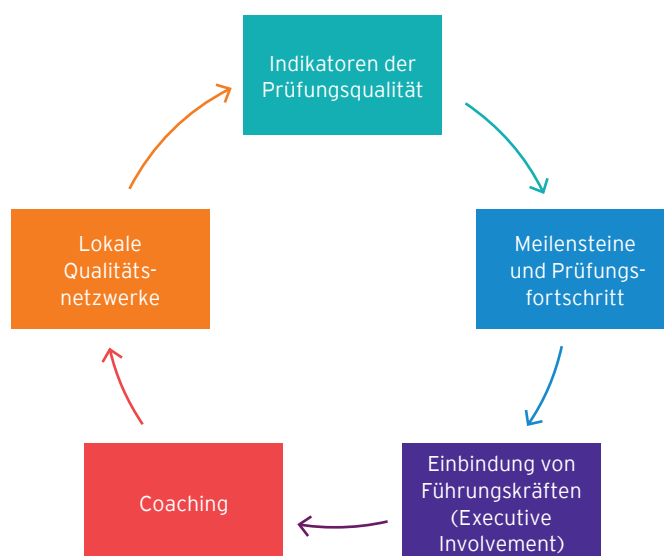 Indikatoren der
Prüfungsqualität
Meilensteine
und Prüfungs-
fortschritt
Einbindung von
Führungskräften
(Executive
Involvement)
Coaching
Lokale
Qualitäts-
netzwerke